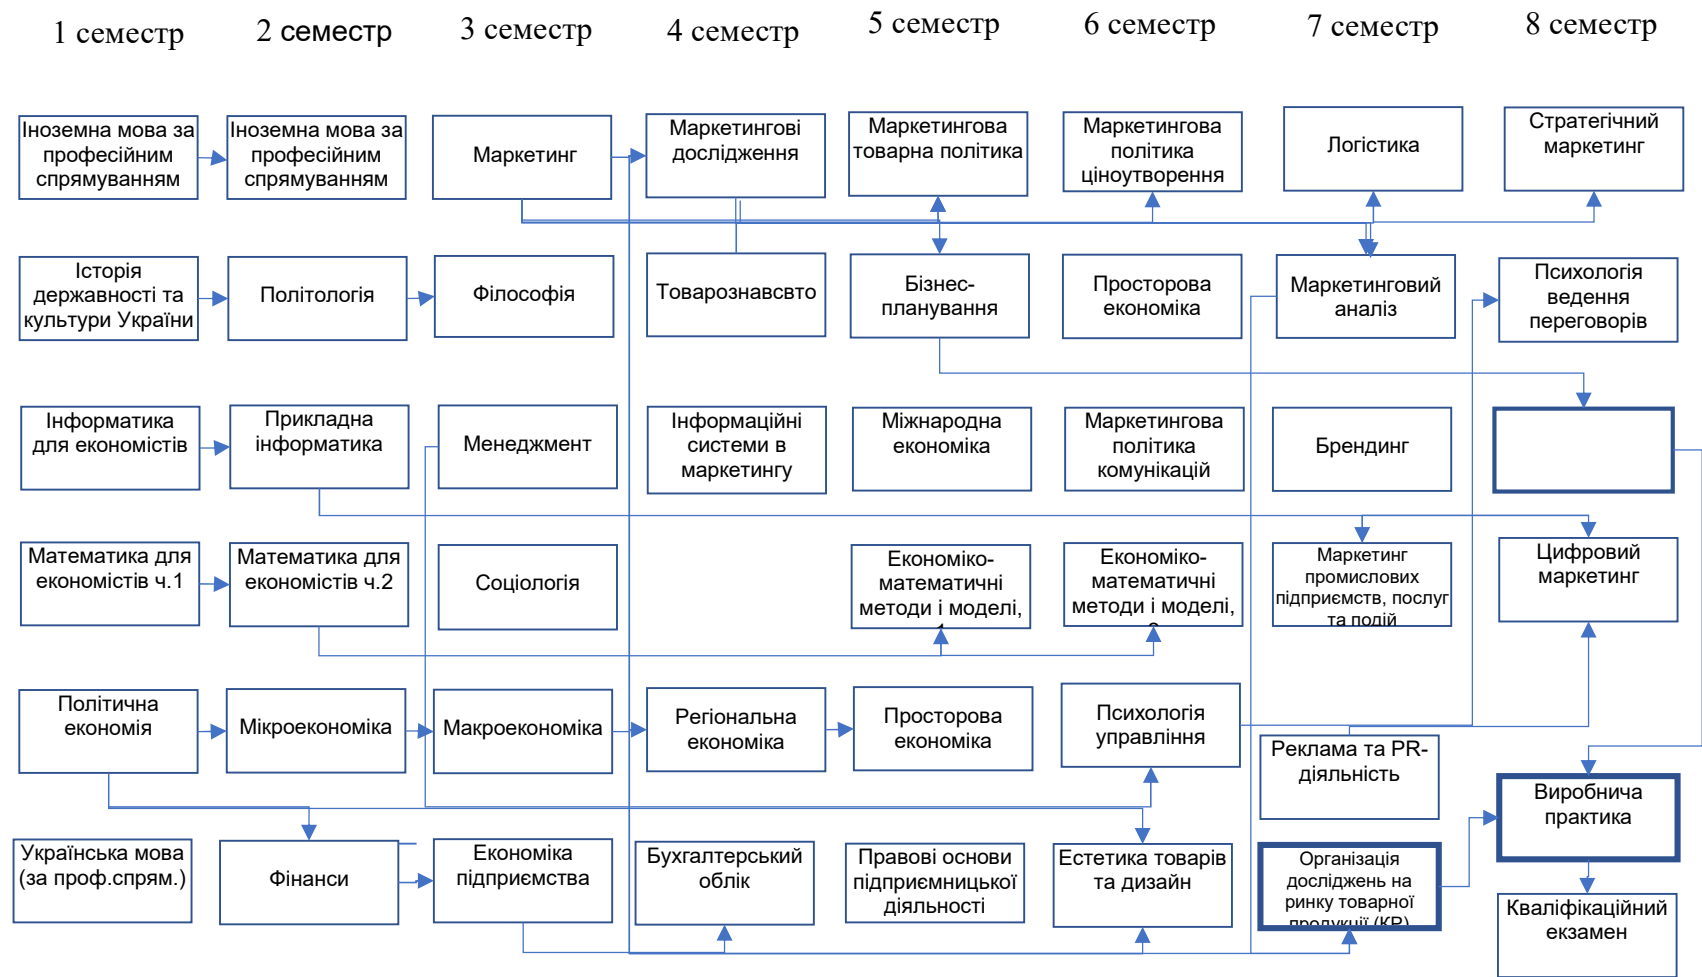 1 семестр
2 семестр
3 семестр
4 семестр
5 семестр
6 семестр
7 семестр
8 семестр
Іноземна мова за
професійним
спрямуванням
Іноземна мова за
професійним
спрямуванням
Маркетинг
Маркетингові
дослідження
Маркетингова
товарна політика
Маркетингова
політика
ціноутворення
Логістика
Стратегічний
маркетинг
Історія
державності та
культури України
Політологія
Філософія
Товарознавсвто
Бізнес-
планування
Просторова
економіка
Маркетинговий
аналіз
Психологія
ведення
переговорів
Інформатика
для економістів
Прикладна
інформатика
Менеджмент
Інформаційні
системи в
маркетингу
Міжнародна
економіка
Маркетингова
політика
комунікацій
Брендинг
Математика для
економістів ч.1
Математика для
економістів ч.2
Соціологія
Економіко-
математичні
методи і моделі,
Економіко-
математичні
методи і моделі,
Маркетинг
промислових
підприємств, послуг
та подій
Цифровий
маркетинг
Політична
економія
Мікроекономіка
Макроекономіка
Регіональна
економіка
Просторова
економіка
Психологія
управління
Реклама та PR-
діяльність
Виробнича
практика
Українська мова
(за проф.спрям.)
Фінанси
Економіка
підприємства
Бухгалтерський
облік
Правові основи
підприємницької
діяльності
Естетика товарів
та дизайн
Організація
досліджень на
ринку товарної
продукції (КР)
Кваліфікаційний
екзамен